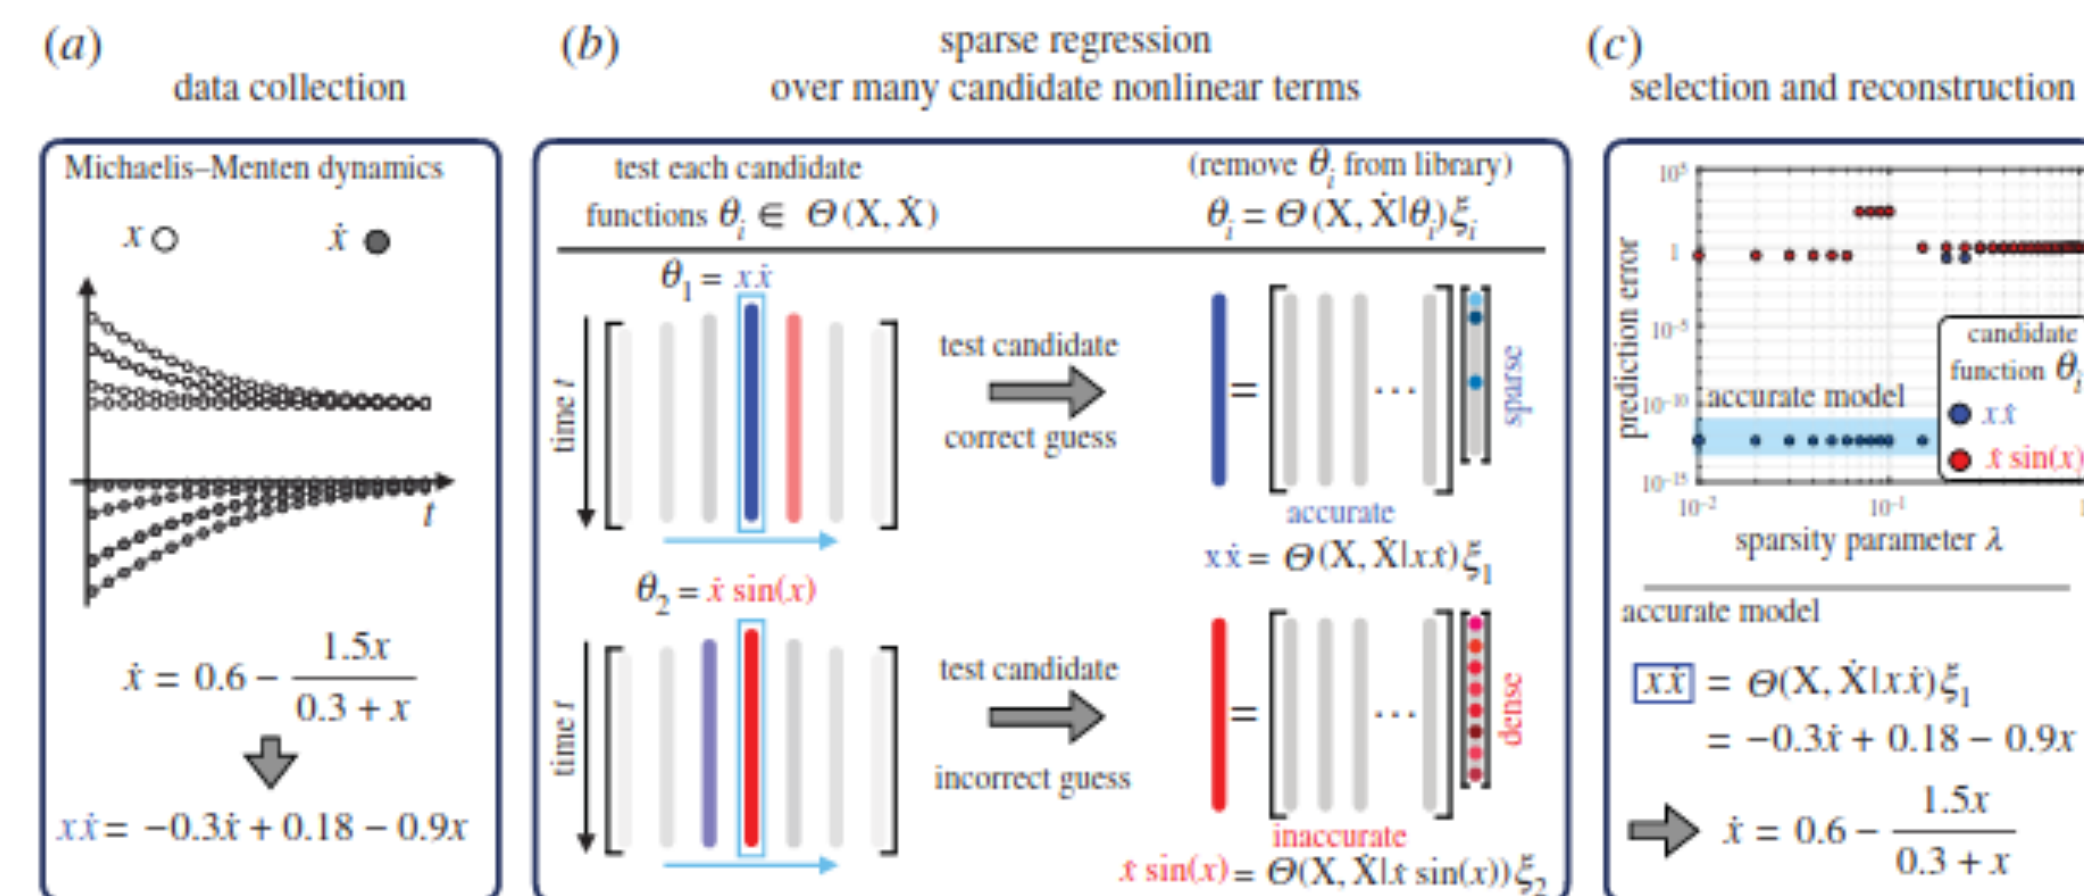 (a)
data collection
Michaelis–Menten dynamics
x ẋ
t
ẋ = 0.6 − 1.5x / 0.3 + x
xẋ = −0.3ẋ + 0.18 − 0.9x
(b)
sparse regression
over many candidate nonlinear terms
test each candidate
functions θi ∈ Θ(X, Ẋ)
(remove θi from library)
θi = Θ(X, Ẋ|θi)ξi
θ1 = xẋ
time t
test candidate
correct guess
=
...
sparse
accurate
xẋ = Θ(X, Ẋ|xẋ)ξ1
θ2 = ẋ sin(x)
time t
test candidate
incorrect guess
=
...
dense
inaccurate
ẋ sin(x) = Θ(X, Ẋ|ẋ sin(x))ξ2
(c)
selection and reconstruction
prediction error
10⁵
1
10⁻⁵
10⁻¹⁰
10⁻¹⁵
accurate model
candidate
function θi
xẋ
ẋ sin(x)
10⁻² 10⁻¹ 1
sparsity parameter λ
accurate model
xẋ = Θ(X, Ẋ|xẋ)ξ1
= −0.3ẋ + 0.18 − 0.9x
ẋ = 0.6 − 1.5x / 0.3 + x